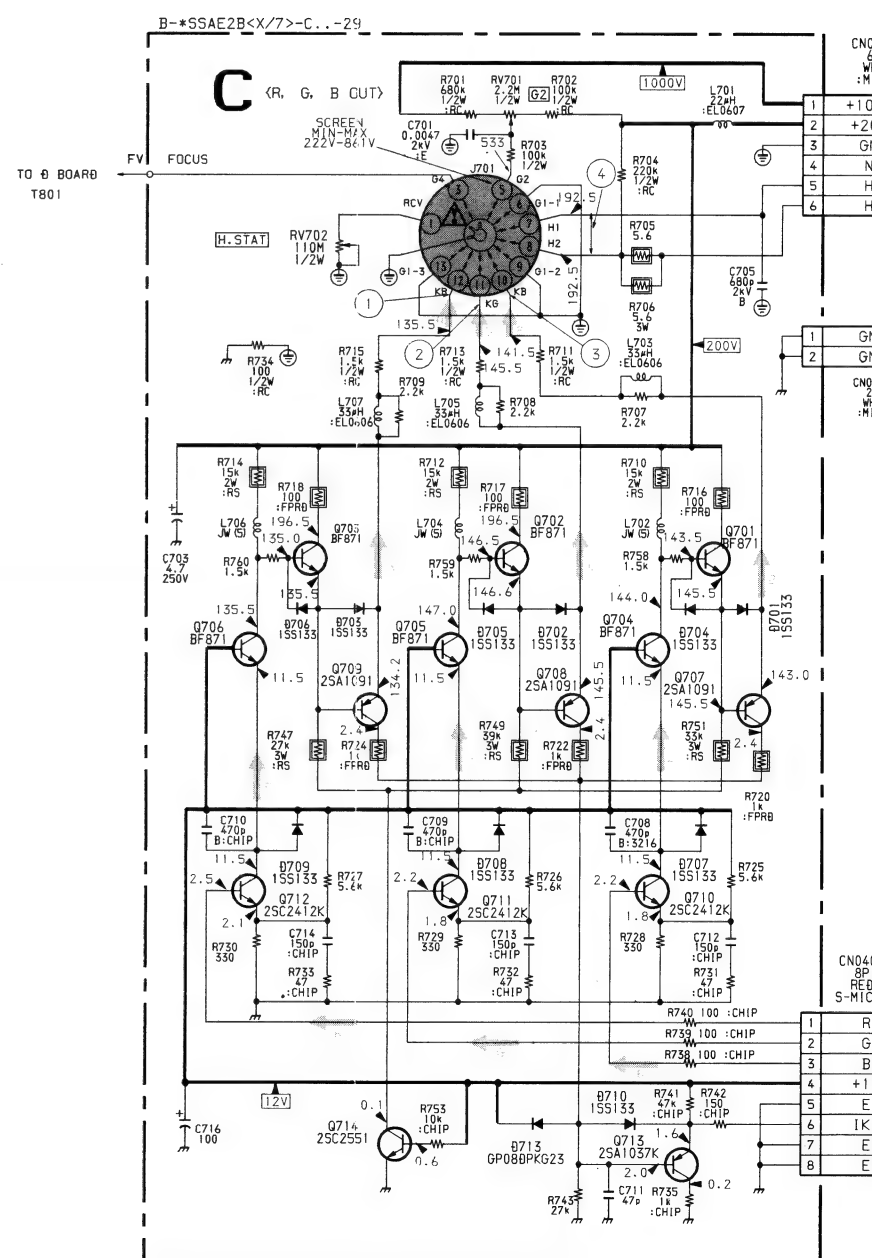 B-*SSAE2B<X/7>-C..-29
C (R, G, B OUT)
R701
680k
1/2W
:RC
RV701
2.2M
1/2W
G2
R702
100k
1/2W
:RC
1000V
L701
22μH
:EL0607
SCREEN
MIN-MAX
222V-861V
C701
0.0047
2kV
:E
533
R703
100k
1/2W
R704
220k
1/2W
:RC
TO D BOARD
T801
FV
FOCUS
J701
G4
G2
G1-1
192.5
4
RCV
H1
H2
G1-2
G1-3
KB
KG
KB
3
5
6
7
8
9
10
11
12
13
1
H.STAT
RV702
110M
1/2W
R705
5.6
R706
5.6
3W
C705
680p
2kV
B
192.5
1
2
3
135.5
141.5
145.5
R734
100
1/2W
:RC
R715
1.5k
1/2W
:RC
R713
1.5k
1/2W
:RC
R711
1.5k
1/2W
:RC
L703
33μH
:EL0606
R707
2.2k
200V
R709
2.2k
L707
33μH
L705
33μH
:EL0606
R708
2.2k
R714
15k
2W
:RS
R718
100
:FPRD
R712
15k
2W
:RS
R717
100
:FPRD
R710
15k
2W
:RS
R716
100
:FPRD
L706
JW(5)
196.5
135.0
BF871
L704
JW(5)
196.5
146.5
Q702
BF871
L702
JW(5)
143.5
Q701
BF871
C703
4.7
250V
R760
1.5k
135.5
R759
1.5k
146.6
R758
1.5k
145.5
135.5
D706
1SS133
D703
1SS133
147.0
D705
1SS133
D702
1SS133
144.0
D704
1SS133
D701
1SS133
Q706
BF871
Q705
BF871
Q704
BF871
11.5
Q709
2SA1091
134.2
11.5
Q708
2SA1091
145.5
11.5
Q707
2SA1091
145.5
143.0
2.4
2.4
2.4
R747
27k
3W
:RS
R724
1k
:FPRD
R749
39k
3W
:RS
R722
1k
:FPRD
R751
33k
3W
:RS
R720
1k
:FPRD
C710
470p
B:CHIP
C709
470p
B:CHIP
C708
470p
B:3216
11.5
D709
1SS133
R727
5.6k
11.5
D708
1SS133
R726
5.6k
11.5
D707
1SS133
R725
5.6k
2.5
Q712
2SC2412K
2.2
Q711
2SC2412K
2.2
Q710
2SC2412K
2.1
1.8
1.8
R730
330
C714
150p
:CHIP
R729
330
C713
150p
:CHIP
R728
330
C712
150p
:CHIP
R733
47
:CHIP
R732
47
:CHIP
R731
47
:CHIP
R740 100 :CHIP
R739 100 :CHIP
R738 100 :CHIP
12V
C716
100
0.1
Q714
2SC2551
R753
10k
:CHIP
0.6
D713
GP08DPKG23
D710
1SS133
R741
47k
:CHIP
R742
150
:CHIP
Q713
2SA1037K
1.6
2.0
0.2
R743
27k
C711
47p
R735
1k
:CHIP
1 +10
2 +20
3 G
4 N
5 H
6 H
1 G
2 G
8P
RED
S-MIC
1 R
2 G
3 B
4 +1
5 E
6 IK
7 E
8 E